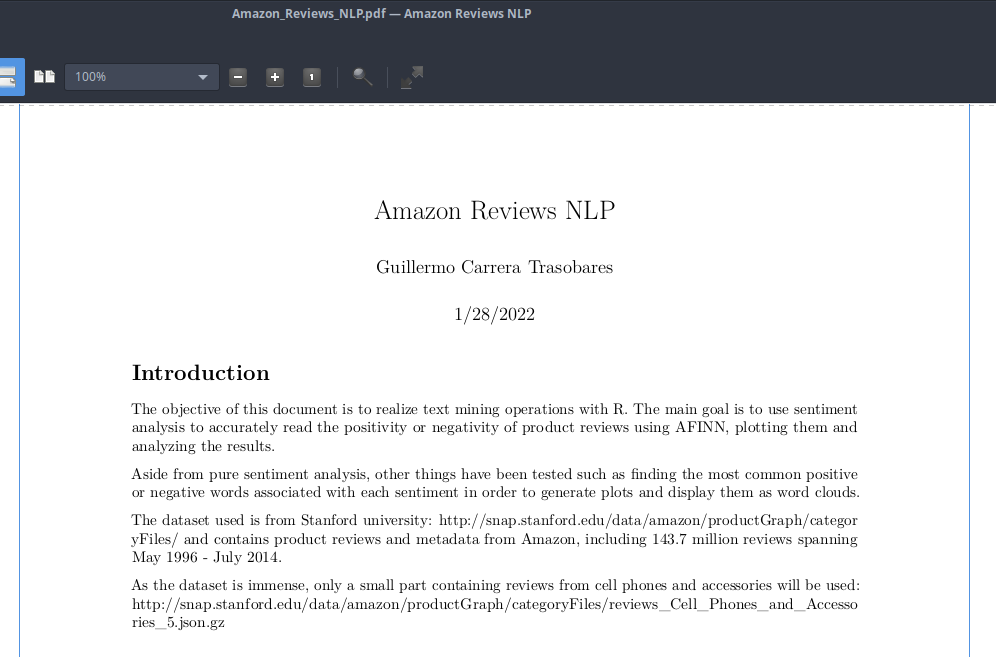 Amazon_Reviews_NLP.pdf — Amazon Reviews NLP
100%
1
Amazon Reviews NLP
Guillermo Carrera Trasobares
1/28/2022
Introduction
The objective of this document is to realize text mining operations with R. The main goal is to use sentiment
analysis to accurately read the positivity or negativity of product reviews using AFINN, plotting them and
analyzing the results.
Aside from pure sentiment analysis, other things have been tested such as finding the most common positive
or negative words associated with each sentiment in order to generate plots and display them as word clouds.
The dataset used is from Stanford university: http://snap.stanford.edu/data/amazon/productGraph/categor
yFiles/ and contains product reviews and metadata from Amazon, including 143.7 million reviews spanning
May 1996 - July 2014.
As the dataset is immense, only a small part containing reviews from cell phones and accessories will be used:
http://snap.stanford.edu/data/amazon/productGraph/categoryFiles/reviews_Cell_Phones_and_Accesso
ries_5.json.gz